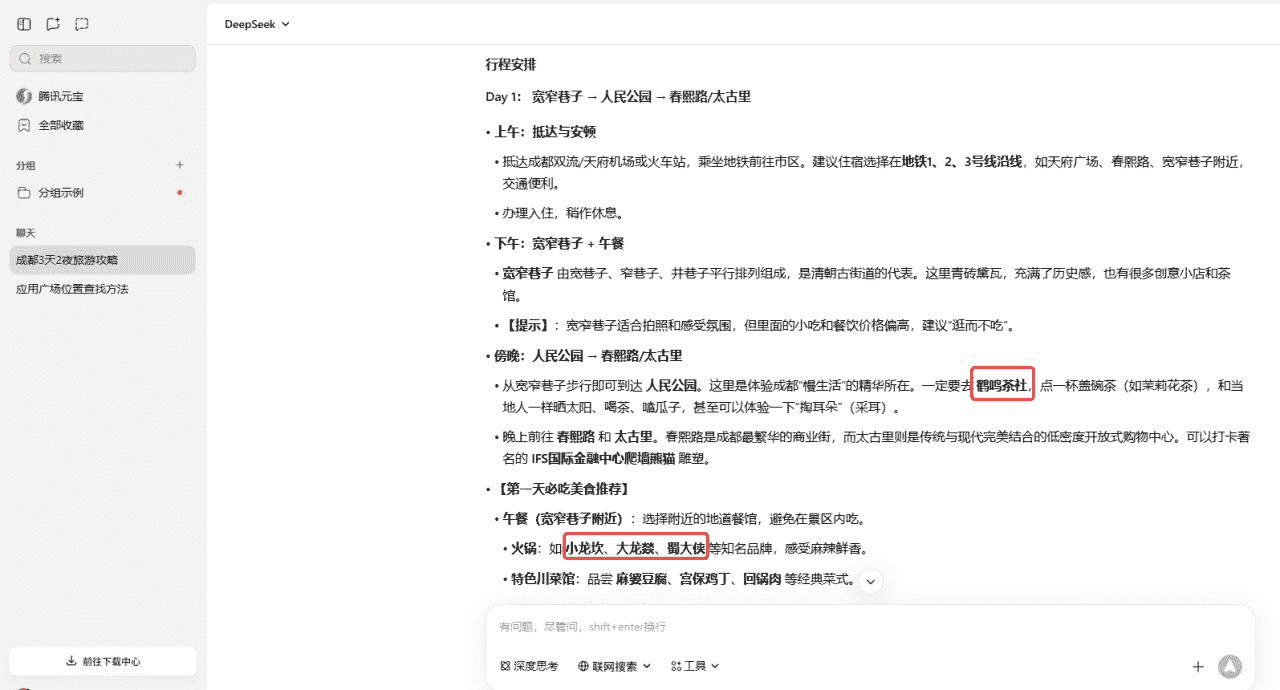 搜索
腾讯元宝
全部收藏
分组
分组示例
聊天
成都3天2夜旅游攻略
应用广场位置查找方法
前往下载中心
DeepSeek
行程安排
Day 1： 宽窄巷子 → 人民公园 → 春熙路/太古里
• 上午：抵达与安顿
• 抵达成都双流/天府机场或火车站，乘坐地铁前往市区。建议住宿选择在地铁1、2、3号线沿线，如天府广场、春熙路、宽窄巷子附近，
交通便利。
• 办理入住，稍作休息。
• 下午：宽窄巷子 + 午餐
• 宽窄巷子 由宽巷子、窄巷子、井巷子平行排列组成，是清朝古街道的代表。这里青砖黛瓦，充满了历史感，也有很多创意小店和茶
馆。
• 【提示】：宽窄巷子适合拍照和感受氛围，但里面的小吃和餐饮价格偏高，建议“逛而不吃”。
• 傍晚：人民公园 → 春熙路/太古里
• 从宽窄巷子步行即可到达 人民公园。这里是体验成都“慢生活”的精华所在。一定要去 鹤鸣茶社，点一杯盖碗茶（如茉莉花茶），和当
地人一样晒太阳、喝茶、嗑瓜子，甚至可以体验一下“掏耳朵”（采耳）。
• 晚上前往 春熙路 和 太古里。春熙路是成都最繁华的商业街，而太古里则是传统与现代完美结合的低密度开放式购物中心。可以打卡著
名的 IFS国际金融中心爬墙熊猫 雕塑。
• 【第一天必吃美食推荐】
• 午餐（宽窄巷子附近）：选择附近的地道餐馆，避免在景区内吃。
• 火锅：如 小龙坎、大龙燚、蜀大侠 等知名品牌，感受麻辣鲜香。
• 特色川菜馆：品尝 麻婆豆腐、宫保鸡丁、回锅肉 等经典菜式。
有问题，尽管问，shift+enter换行
深度思考 联网搜索 工具